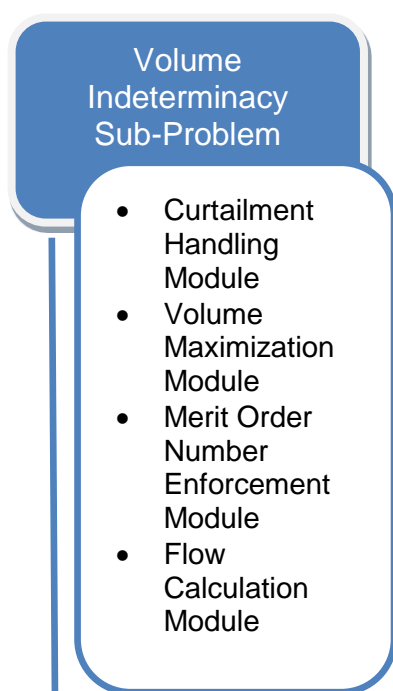 Volume
Indeterminacy
Sub-Problem
• Curtailment
Handling
Module
• Volume
Maximization
Module
• Merit Order
Number
Enforcement
Module
• Flow
Calculation
Module